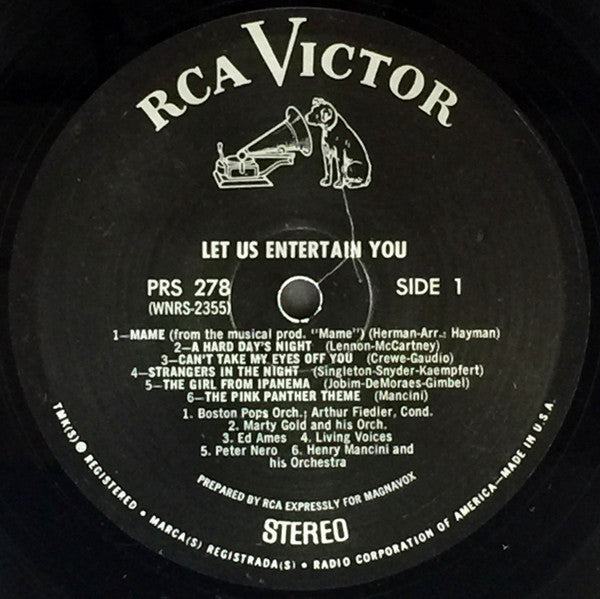 RCA VICTOR
LET US ENTERTAIN YOU
PRS 278
SIDE 1
(WNRS-2355)
1—MAME (from the musical prod. "Mame") (Herman-Arr.: Hayman)
2—A HARD DAY'S NIGHT (Lennon-McCartney)
3—CAN'T TAKE MY EYES OFF YOU (Crewe-Gaudio)
4—STRANGERS IN THE NIGHT (Singleton-Snyder-Kaempfert)
5—THE GIRL FROM IPANEMA (Jobim-DeMoraes-Gimbel)
6—THE PINK PANTHER THEME (Mancini)
1. Boston Pops Orch.; Arthur Fiedler, Cond.
2. Marty Gold and his Orch.
3. Ed Ames 4. Living Voices
5. Peter Nero 6. Henry Mancini and
his Orchestra
PREPARED BY RCA EXPRESSLY FOR MAGNAVOX
STEREO
TMK(S) ® REGISTERED • MARCA(S) REGISTRADA(S) • RADIO CORPORATION OF AMERICA—MADE IN U.S.A.